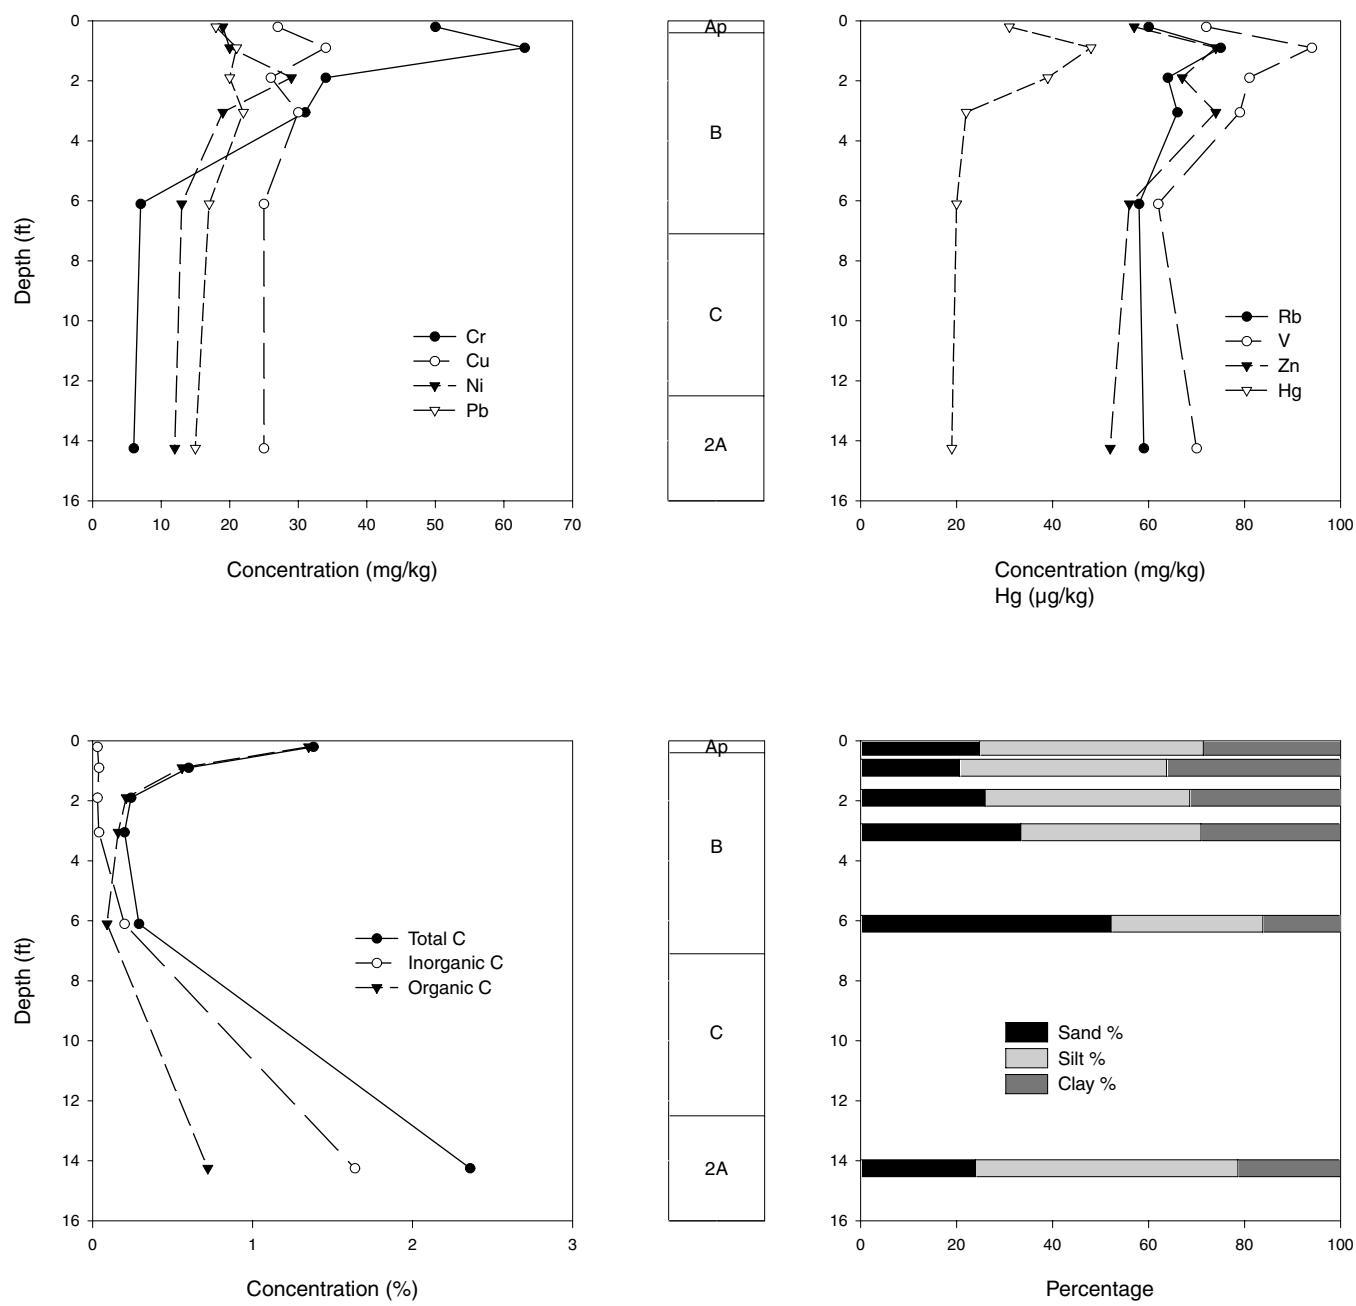 0
2
4
6
8
10
12
14
16
Depth (ft)
0 10 20 30 40 50 60 70
Concentration (mg/kg)
Cr
Cu
Ni
Pb
Ap
B
C
2A
0
2
4
6
8
10
12
14
16
0 20 40 60 80 100
Concentration (mg/kg)
Hg (µg/kg)
Rb
V
Zn
Hg
0
2
4
6
8
10
12
14
16
Depth (ft)
0 1 2 3
Concentration (%)
Total C
Inorganic C
Organic C
Ap
B
C
2A
0
2
4
6
8
10
12
14
16
0 20 40 60 80 100
Percentage
Sand %
Silt %
Clay %